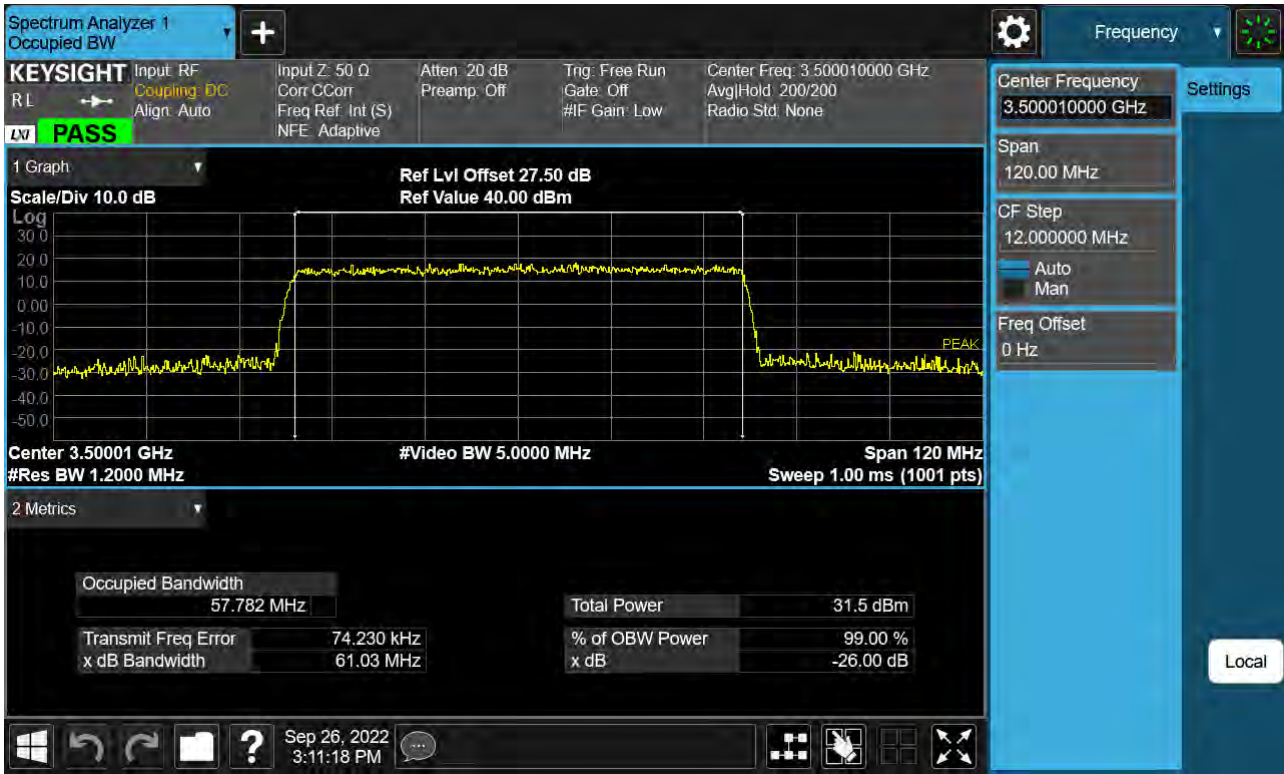 Spectrum Analyzer 1
Occupied BW
▼
+
Frequency
▼
KEYSIGHT
RL
LXI
PASS
Input: RF
Coupling: DC
Align: Auto
Input Z: 50 Ω
Corr CCorr
Freq Ref: Int (S)
NFE: Adaptive
Atten: 20 dB
Preamp: Off
Trig: Free Run
Gate: Off
#IF Gain: Low
Center Freq: 3.500010000 GHz
Avg|Hold: 200/200
Radio Std: None
1 Graph
Scale/Div 10.0 dB
Ref Lvl Offset 27.50 dB
Ref Value 40.00 dBm
Log
30.0
20.0
10.0
0.00
-10.0
-20.0
-30.0
-40.0
-50.0
PEAK
Center 3.50001 GHz
#Video BW 5.0000 MHz
Span 120 MHz
#Res BW 1.2000 MHz
Sweep 1.00 ms (1001 pts)
2 Metrics
Occupied Bandwidth
57.782 MHz
Total Power 31.5 dBm
Transmit Freq Error 74.230 kHz
% of OBW Power 99.00 %
x dB Bandwidth 61.03 MHz
x dB -26.00 dB
?
Sep 26, 2022
3:11:18 PM
Center Frequency
3.500010000 GHz
Settings
Span
120.00 MHz
CF Step
12.000000 MHz
Auto
Man
Freq Offset
0 Hz
Local